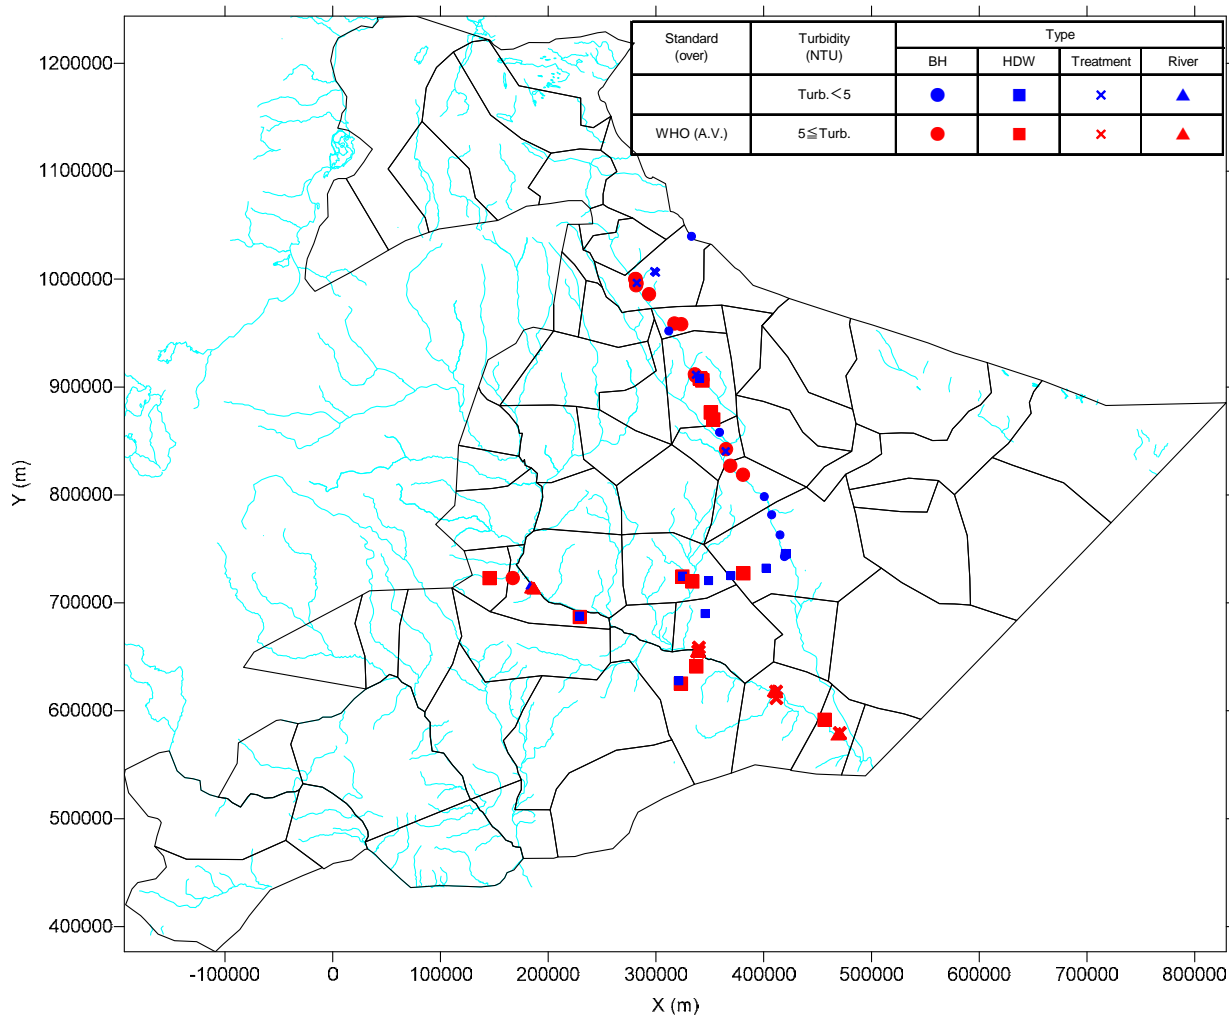 Standard
(over)
Turbidity
(NTU)
Type
BH
HDW
Treatment
River
Turb.＜5
WHO (A.V.)
5≦Turb.
1200000
1100000
1000000
900000
800000
700000
600000
500000
400000
Y (m)
-100000
0
100000
200000
300000
400000
500000
600000
700000
800000
X (m)